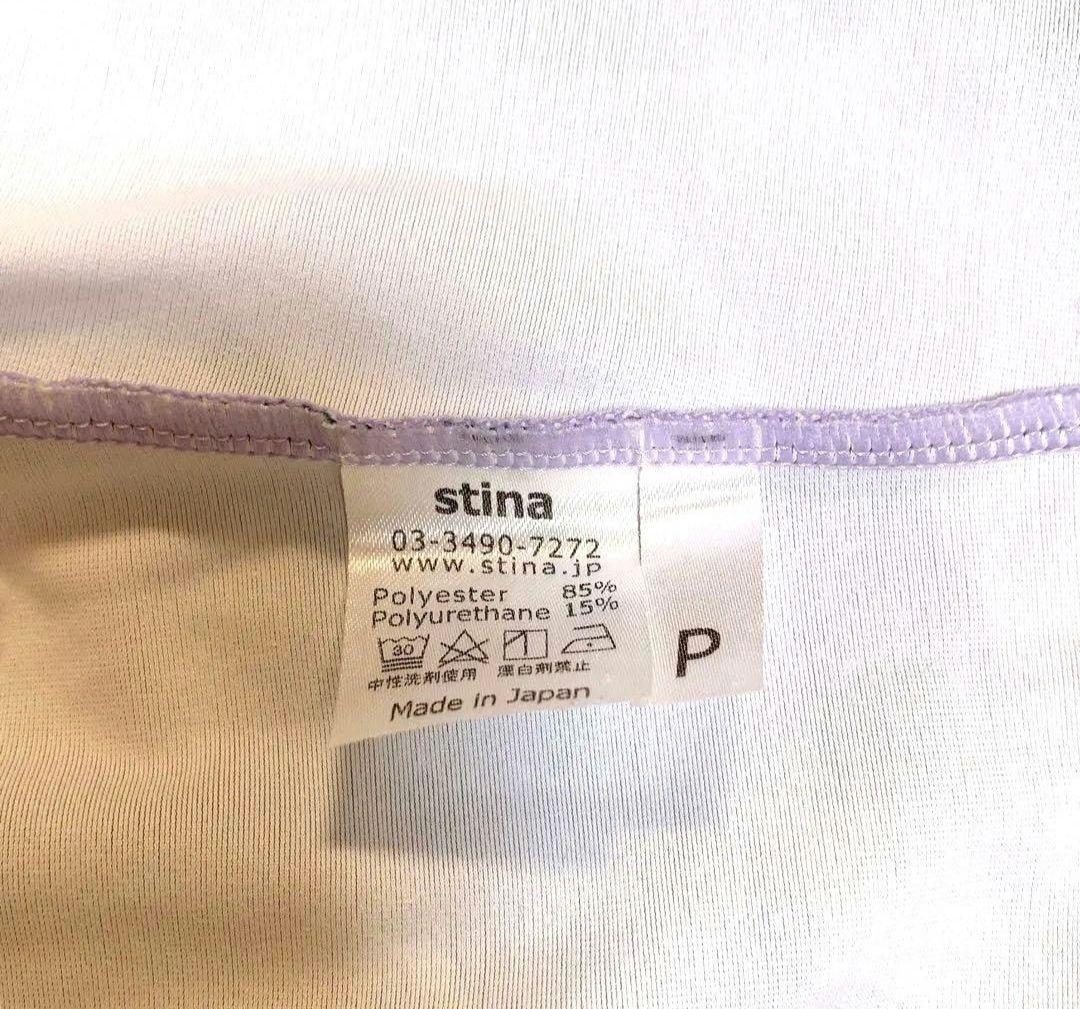 stina
03-3490-7272
www.stina.jp
Polyester 85%
Polyurethane 15%
30
中性洗剤使用 漂白剤禁止
Made in Japan
P